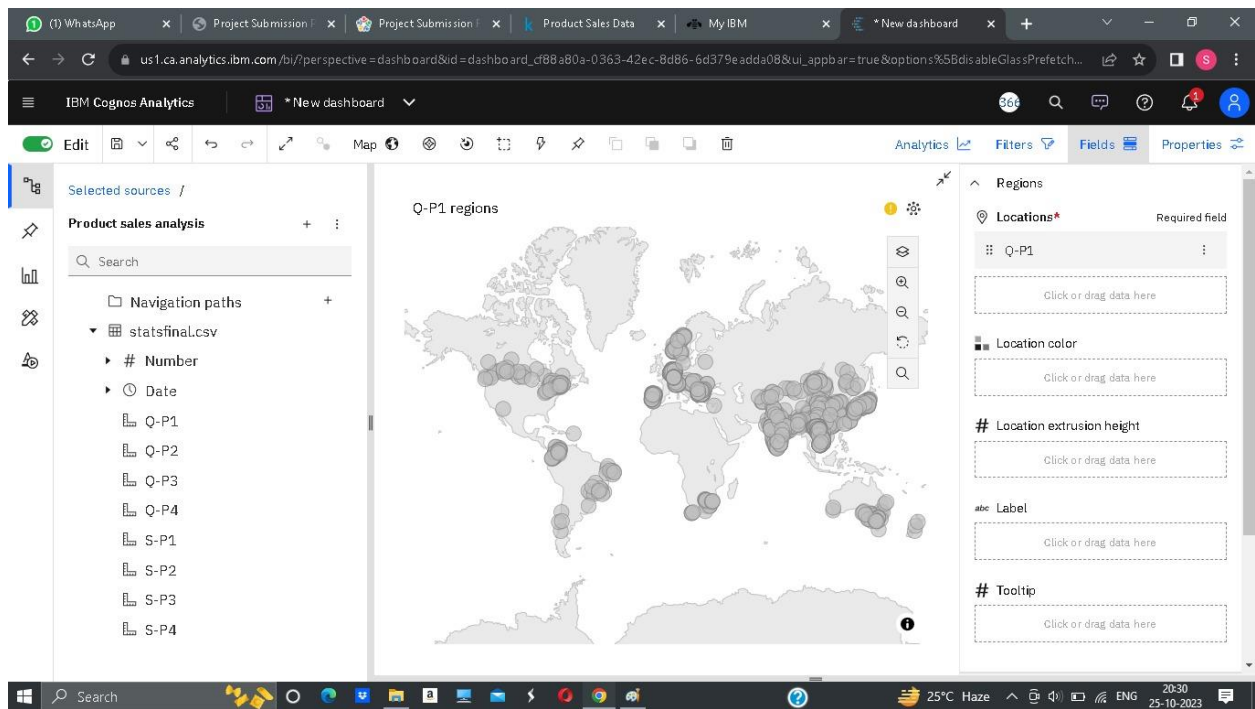 (1) WhatsApp
Project Submission F
Project Submission F
Product Sales Data
My IBM
* New dashboard
us1.ca.analytics.ibm.com/bi/?perspective=dashboard&id=dashboard_cf88a80a-0363-42ec-8d86-6d379eadda08&ui_appbar=true&options%5BdisableGlassPrefetch...
S
IBM Cognos Analytics
* New dashboard
366
1
Edit
Map
Analytics
Filters
Fields
Properties
Selected sources /
Product sales analysis
Search
Navigation paths
statsfinal.csv
# Number
Date
Q-P1
Q-P2
Q-P3
Q-P4
S-P1
S-P2
S-P3
S-P4
Q-P1 regions
Regions
Locations*
Required field
Q-P1
Click or drag data here
Location color
Click or drag data here
# Location extrusion height
Click or drag data here
abc Label
Click or drag data here
# Tooltip
Click or drag data here
Search
25°C Haze
ENG
20:30
25-10-2023